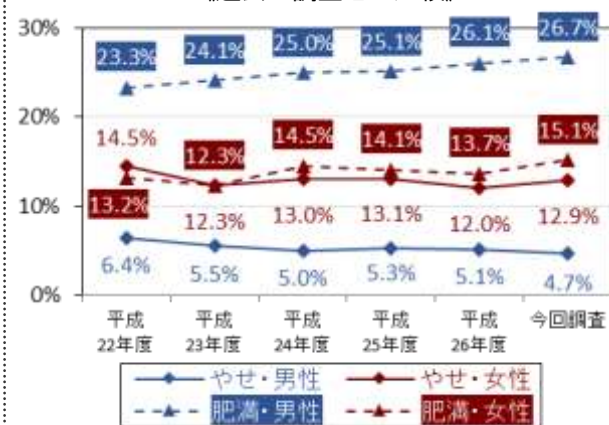 30%
23.3% 24.1% 25.0% 25.1% 26.1% 26.7%
20%
14.5% 12.3% 14.5% 14.1% 13.7% 15.1%
10%
13.2% 12.3% 13.0% 13.1% 12.0% 12.9%
6.4% 5.5% 5.0% 5.3% 5.1% 4.7%
0%
平成 平成 平成 平成 平成 今回調査
22年度 23年度 24年度 25年度 26年度
やせ・男性 やせ・女性
肥満・男性 肥満・女性